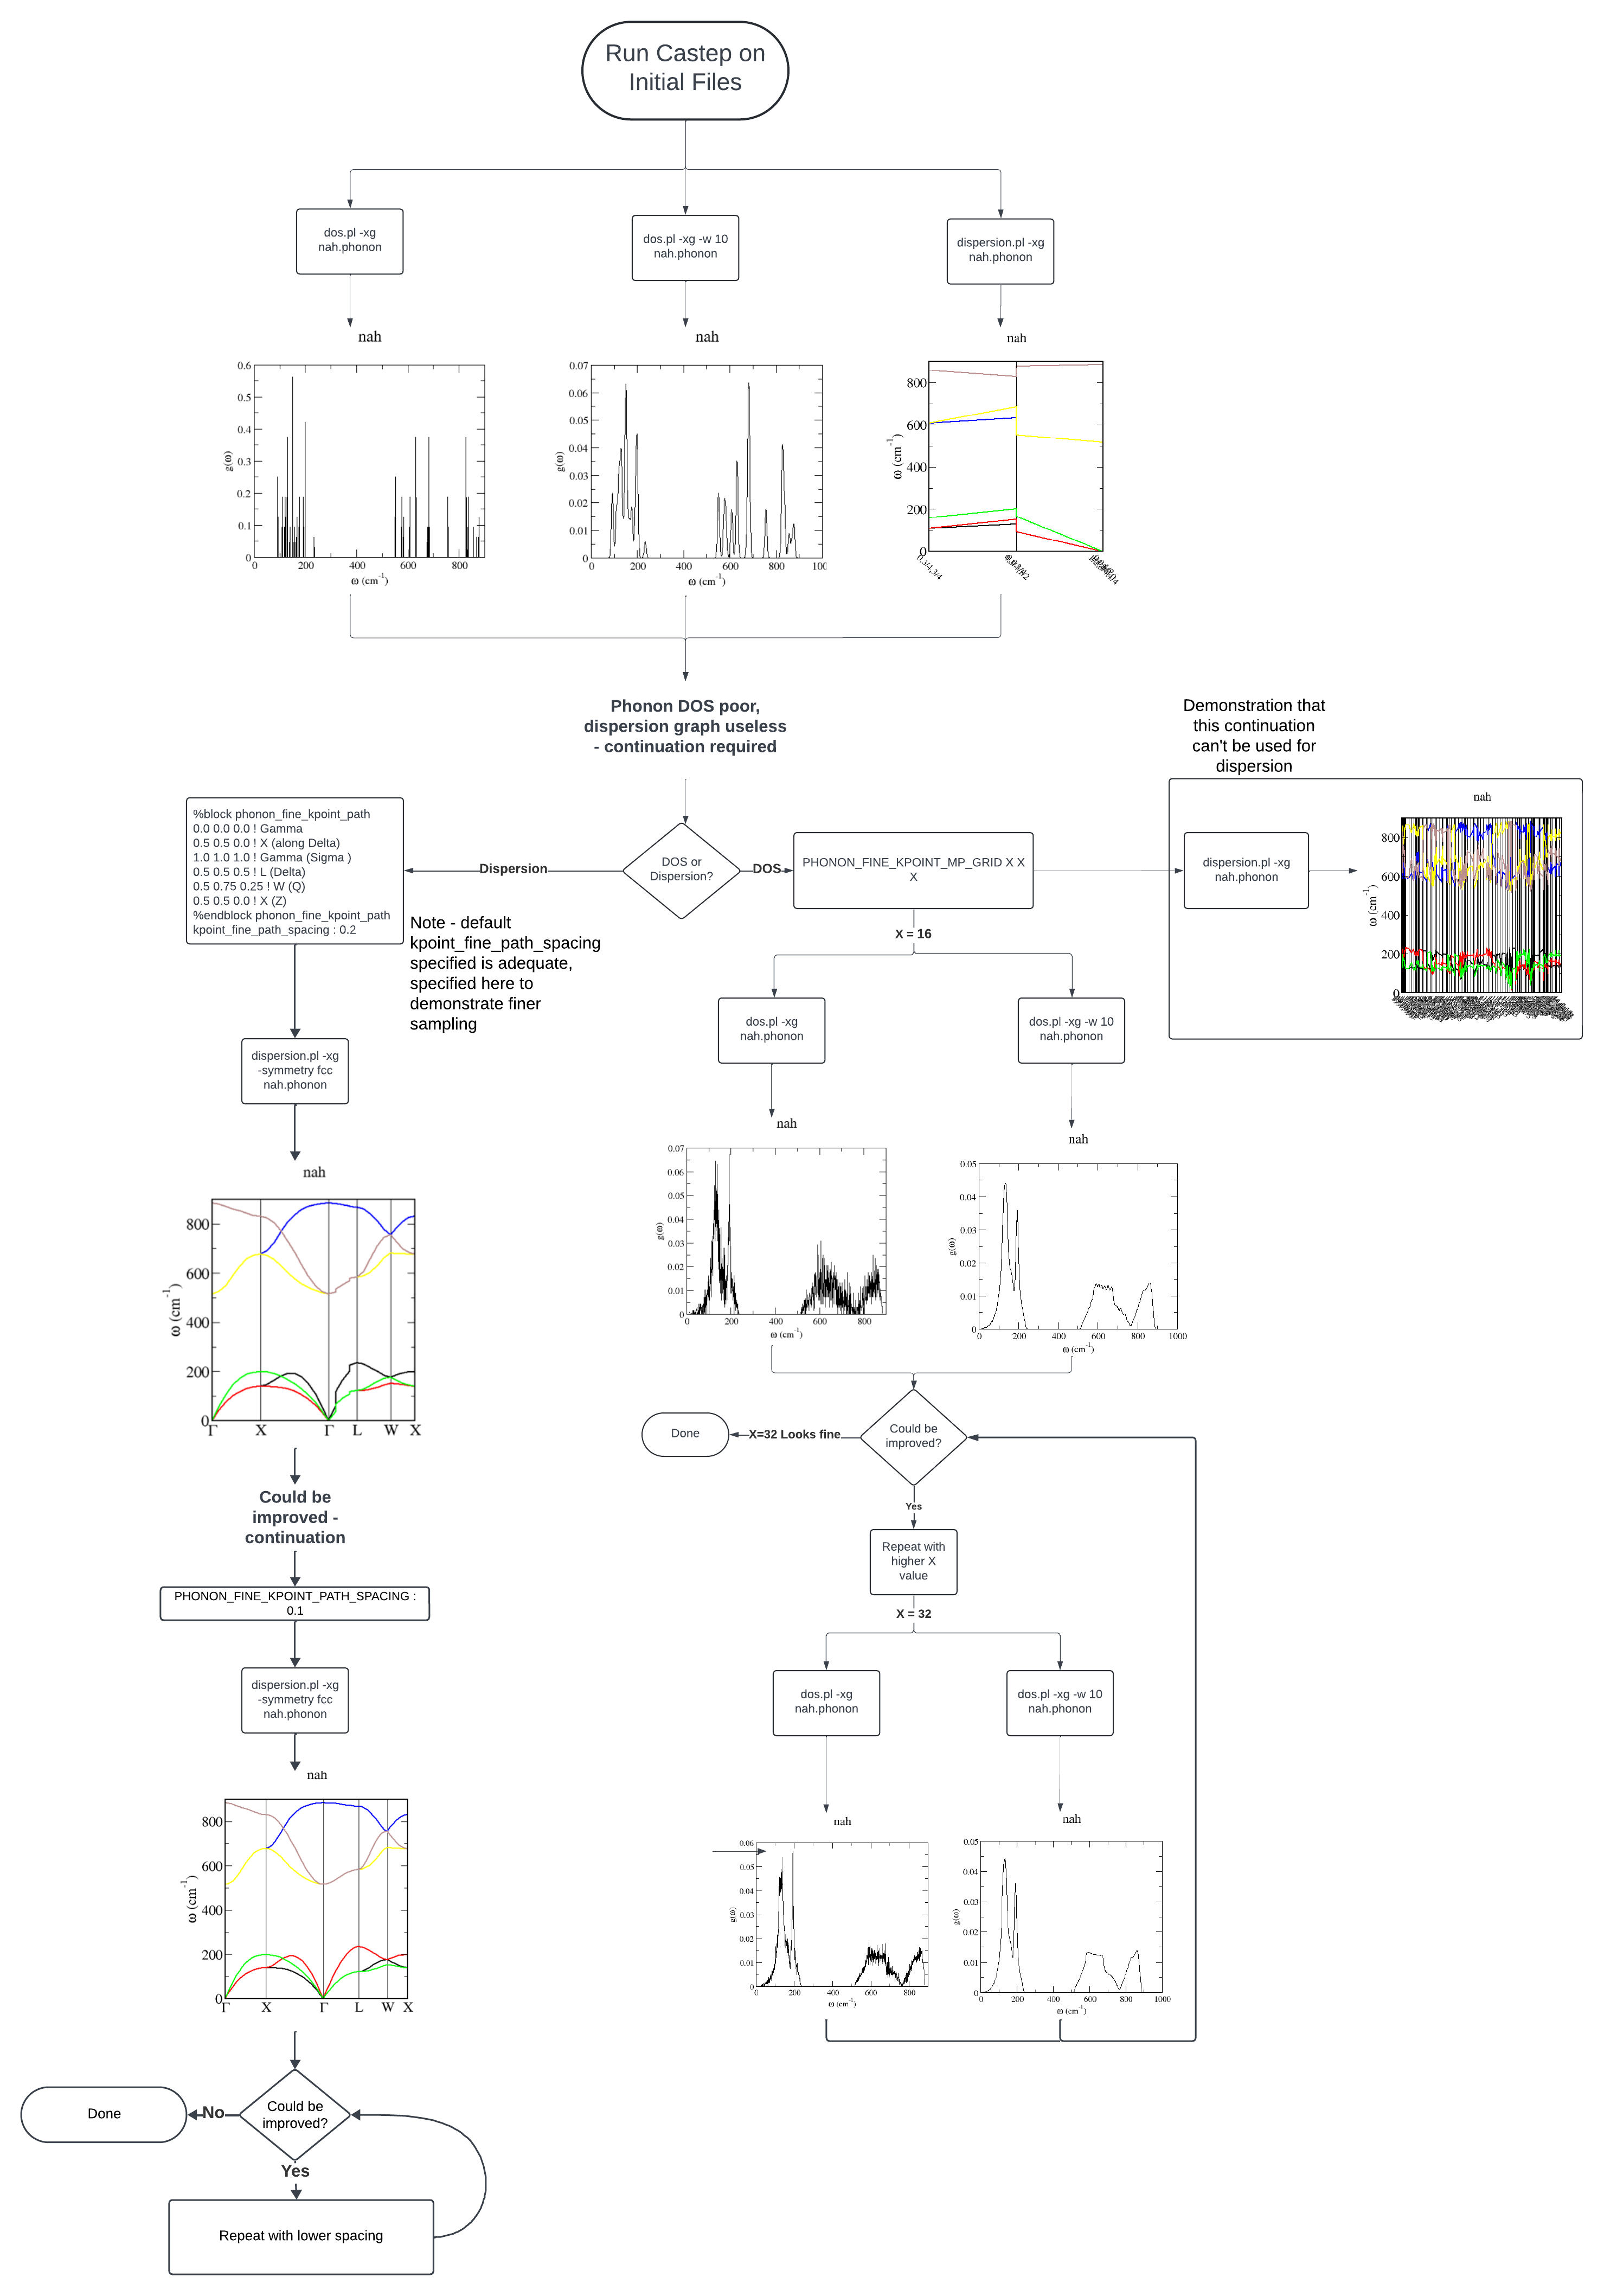 Run Castep on
Initial Files
dos.pl -xg
nah.phonon
dos.pl -xg -w 10
nah.phonon
dispersion.pl -xg
nah.phonon
nah
g(ω)
0.6
0.5
0.4
0.3
0.2
0.1
0
0 200 400 600 800
ω (cm⁻¹)
nah
g(ω)
0.07
0.06
0.05
0.04
0.03
0.02
0.01
0
0 200 400 600 800
ω (cm⁻¹)
nah
ω (cm⁻¹)
800
600
400
200
0
Phonon DOS poor,
dispersion graph useless
- continuation required
DOS or
Dispersion?
Dispersion
DOS
%block phonon_fine_kpoint_path
0.0 0.0 0.0 ! Gamma
0.5 0.5 0.0 ! X (along Delta)
1.0 1.0 1.0 ! Gamma (Sigma )
0.5 0.5 0.5 ! L (Delta)
0.5 0.75 0.25 ! W (Q)
0.5 0.5 0.0 ! X (Z)
%endblock phonon_fine_kpoint_path
kpoint_fine_path_spacing : 0.2
Note - default
kpoint_fine_path_spacing
specified is adequate,
specified here to
demonstrate finer
sampling
PHONON_FINE_KPOINT_MP_GRID X X
X
Demonstration that
this continuation
can't be used for
dispersion
dispersion.pl -xg
nah.phonon
nah
ω (cm⁻¹)
800
600
400
200
0
X = 16
dos.pl -xg
nah.phonon
dos.pl -xg -w 10
nah.phonon
nah
g(ω)
0.07
0.06
0.05
0.04
0.03
0.02
0.01
0
0 200 400 600 800
ω (cm⁻¹)
nah
g(ω)
0.05
0.04
0.03
0.02
0.01
0
0 200 400 600 800 1000
ω (cm⁻¹)
Could be
improved?
X=32 Looks fine
Done
Yes
Repeat with
higher X
value
X = 32
dos.pl -xg
nah.phonon
dos.pl -xg -w 10
nah.phonon
nah
g(ω)
0.06
0.05
0.04
0.03
0.02
0.01
0
0 200 400 600 800
ω (cm⁻¹)
nah
g(ω)
0.05
0.04
0.03
0.02
0.01
0
0 200 400 600 800 1000
ω (cm⁻¹)
dispersion.pl -xg
-symmetry fcc
nah.phonon
nah
ω (cm⁻¹)
800
600
400
200
0
Γ X Γ L W X
Could be
improved -
continuation
PHONON_FINE_KPOINT_PATH_SPACING :
0.1
dispersion.pl -xg
-symmetry fcc
nah.phonon
nah
ω (cm⁻¹)
800
600
400
200
0
Γ X Γ L W X
Could be
improved?
No
Done
Yes
Repeat with lower spacing